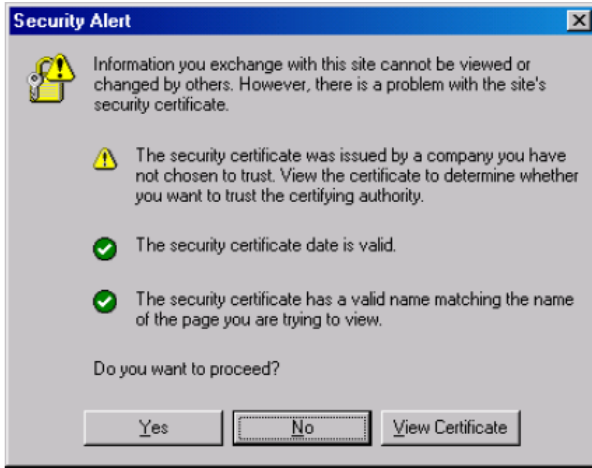 Security Alert
Information you exchange with this site cannot be viewed or
changed by others. However, there is a problem with the site's
security certificate.
The security certificate was issued by a company you have
not chosen to trust. View the certificate to determine whether
you want to trust the certifying authority.
The security certificate date is valid.
The security certificate has a valid name matching the name
of the page you are trying to view.
Do you want to proceed?
Yes No View Certificate